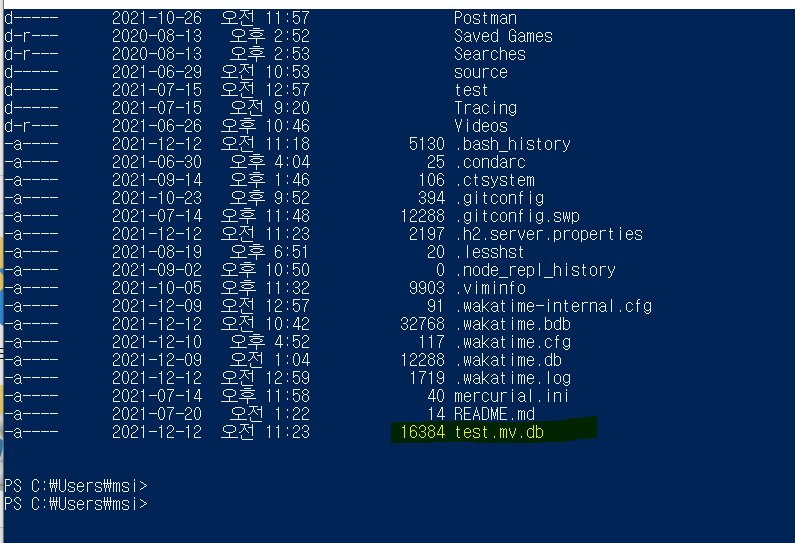 d----- 2021-10-26 오전 11:57 Postman
d-r--- 2020-08-13 오후 2:52 Saved Games
d-r--- 2020-08-13 오후 2:53 Searches
d----- 2021-06-29 오전 10:53 source
d----- 2021-07-15 오전 12:57 test
d----- 2021-07-15 오전 9:20 Tracing
d-r--- 2021-06-26 오후 10:46 Videos
-a---- 2021-12-12 오전 11:18 5130 .bash_history
-a---- 2021-06-30 오후 4:04 25 .condarc
-a---- 2021-09-14 오후 1:46 106 .ctsystem
-a---- 2021-10-23 오후 9:52 394 .gitconfig
-a---- 2021-07-14 오후 11:48 12288 .gitconfig.swp
-a---- 2021-12-12 오전 11:23 2197 .h2.server.properties
-a---- 2021-08-19 오후 6:51 20 .lesshst
-a---- 2021-09-02 오전 10:50 0 .node_repl_history
-a---- 2021-10-05 오후 11:32 9903 .viminfo
-a---- 2021-12-09 오전 12:57 91 .wakatime-internal.cfg
-a---- 2021-12-12 오전 10:42 32768 .wakatime.bdb
-a---- 2021-12-10 오후 4:52 117 .wakatime.cfg
-a---- 2021-12-09 오전 1:04 12288 .wakatime.db
-a---- 2021-12-12 오전 12:59 1719 .wakatime.log
-a---- 2021-07-14 오후 11:58 40 mercurial.ini
-a---- 2021-07-20 오전 1:22 14 README.md
-a---- 2021-12-12 오전 11:23 16384 test.mv.db
PS C:₩Users₩msi>
PS C:₩Users₩msi>